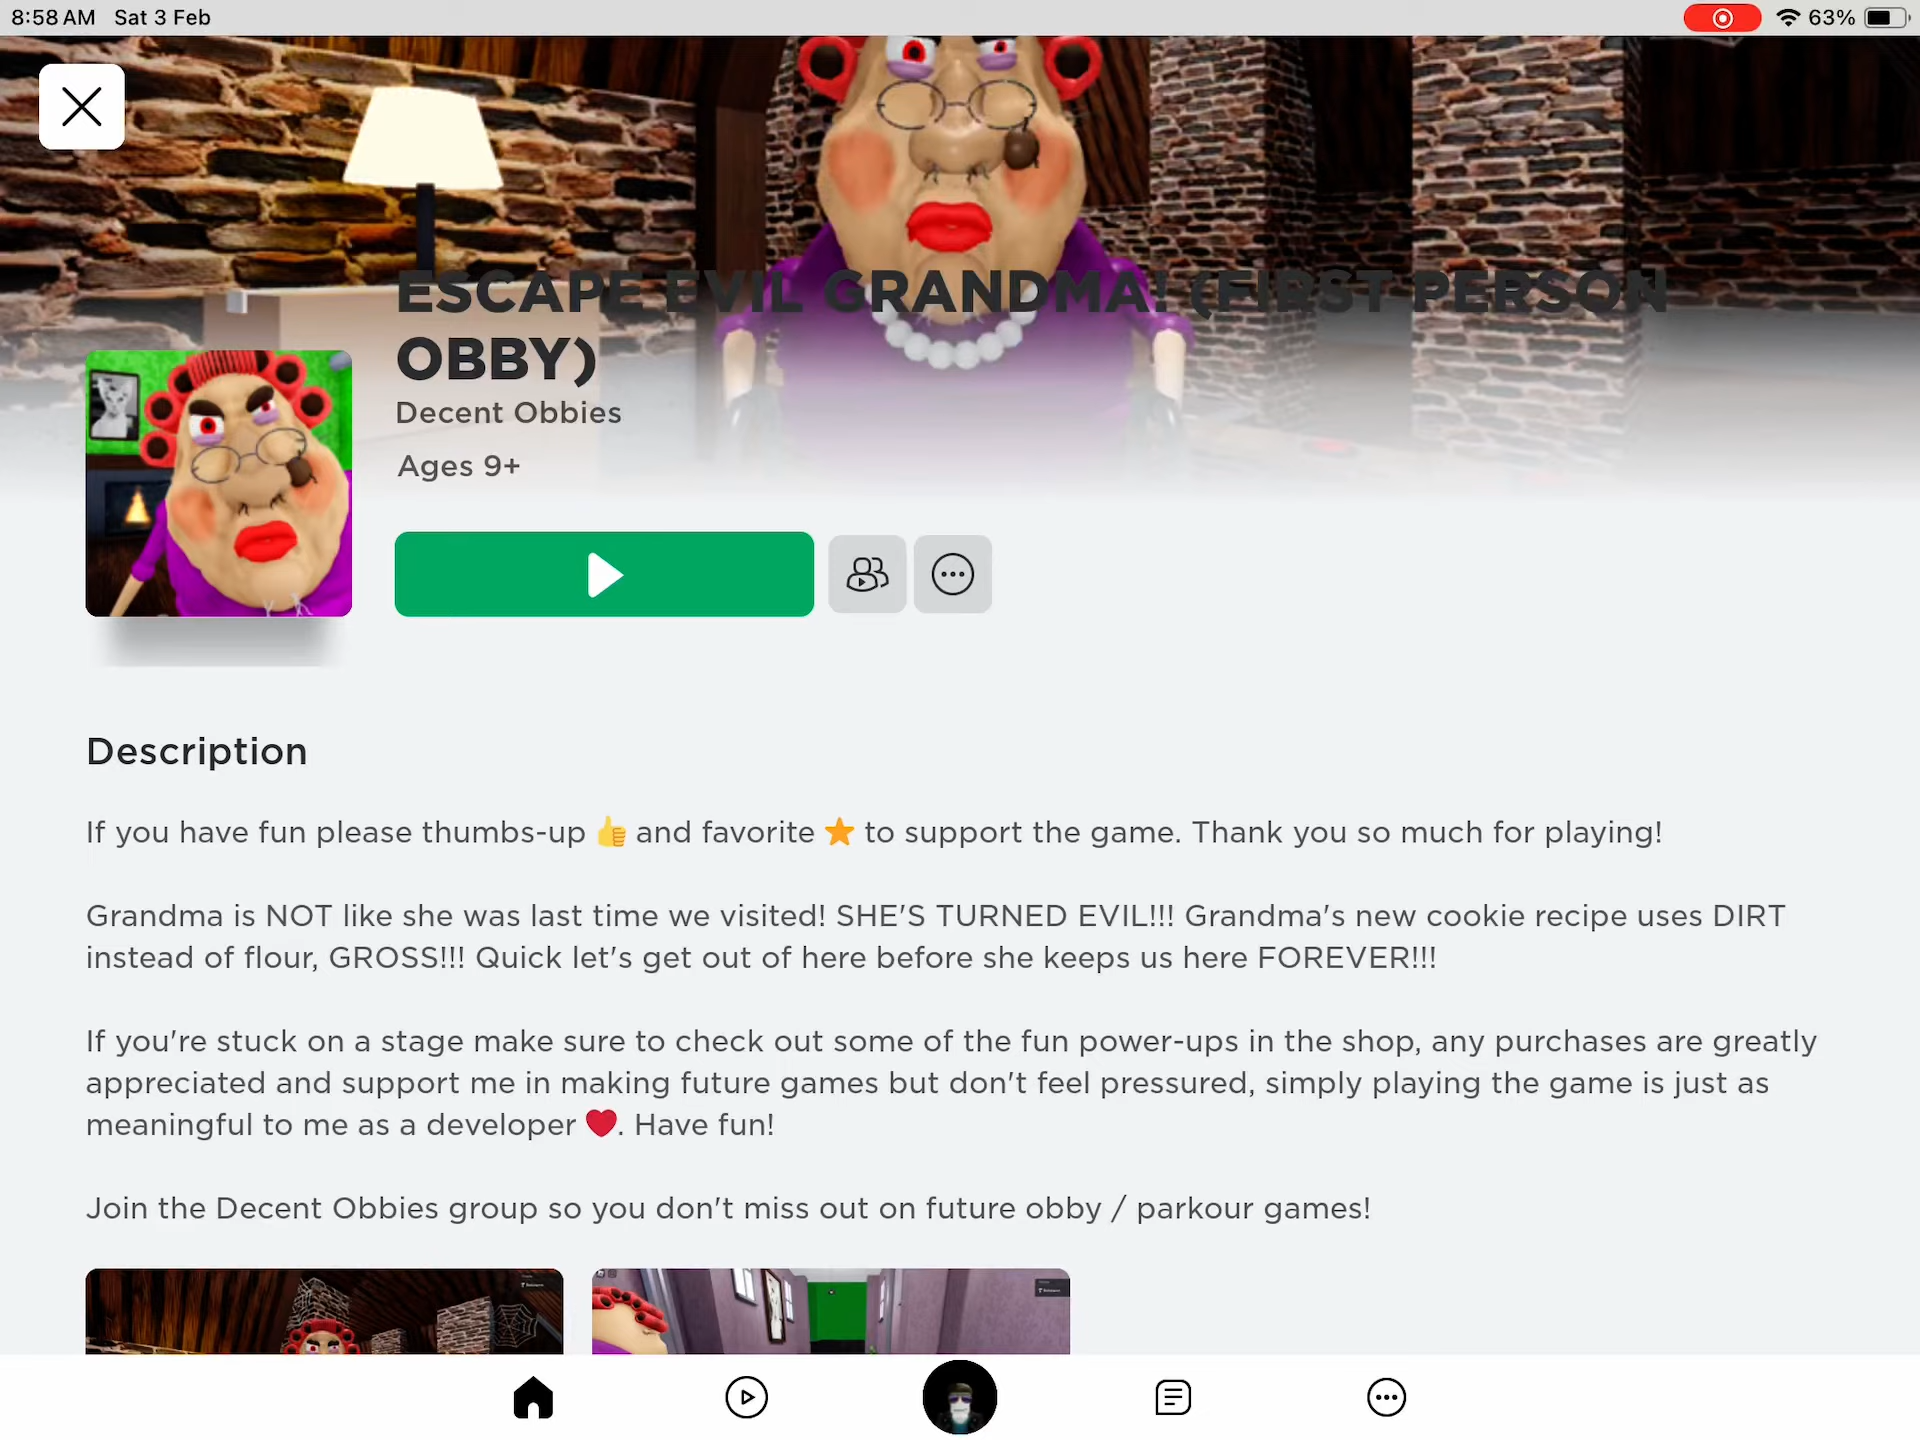 8:58 AM Sat 3 Feb
63%
ESCAPE EVIL GRANDMA! (FIRST PERSON
OBBY)
Decent Obbies
Ages 9+
Description
If you have fun please thumbs-up 👍 and favorite ⭐ to support the game. Thank you so much for playing!
Grandma is NOT like she was last time we visited! SHE'S TURNED EVIL!!! Grandma's new cookie recipe uses DIRT
instead of flour, GROSS!!! Quick let's get out of here before she keeps us here FOREVER!!!
If you're stuck on a stage make sure to check out some of the fun power-ups in the shop, any purchases are greatly
appreciated and support me in making future games but don't feel pressured, simply playing the game is just as
meaningful to me as a developer ❤️. Have fun!
Join the Decent Obbies group so you don't miss out on future obby / parkour games!